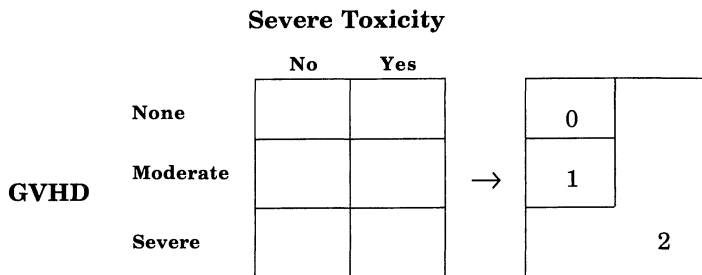 Severe Toxicity
No Yes
None
0
Moderate
1
GVHD
→
Severe
2